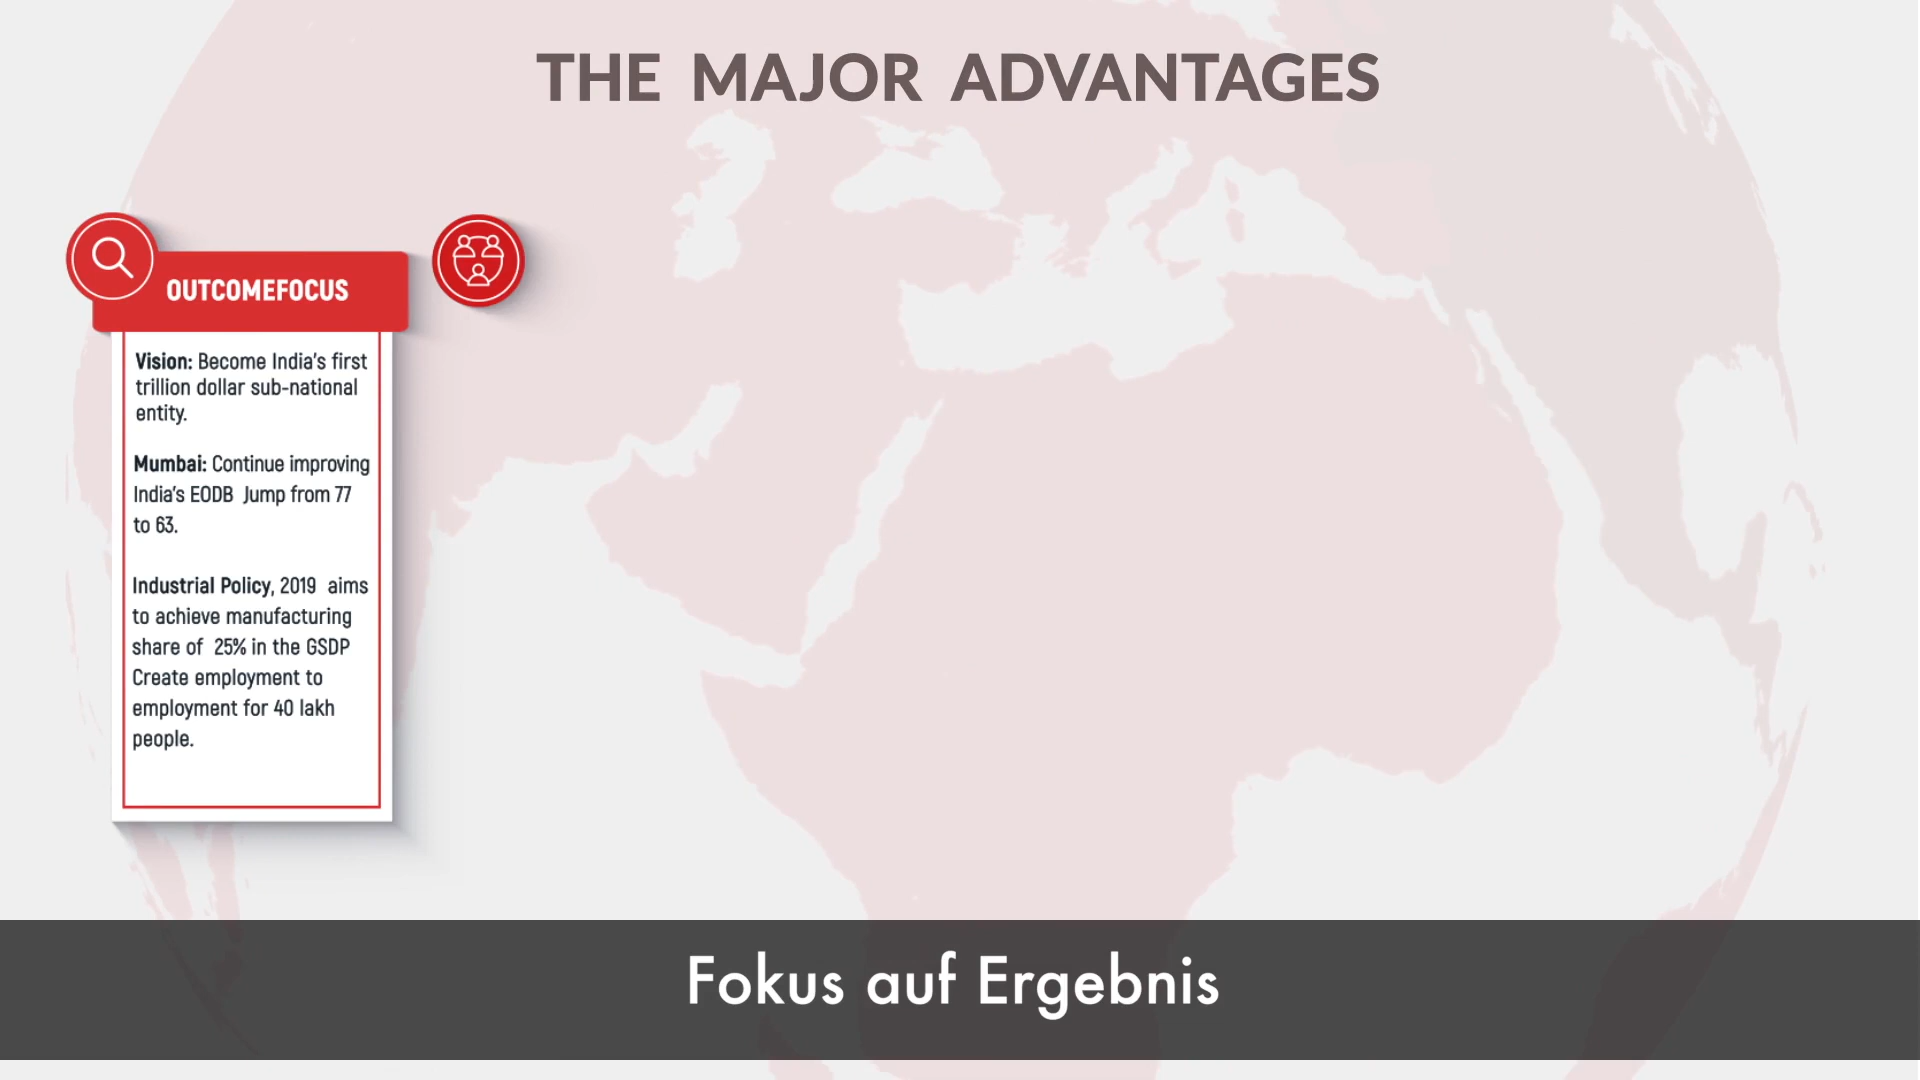 THE MAJOR ADVANTAGES
OUTCOMEFOCUS
Vision: Become India's first
trillion dollar sub-national
entity.
Mumbai: Continue improving
India's EODB Jump from 77
to 63.
Industrial Policy, 2019 aims
to achieve manufacturing
share of 25% in the GSDP
Create employment to
employment for 40 lakh
people.
Fokus auf Ergebnis